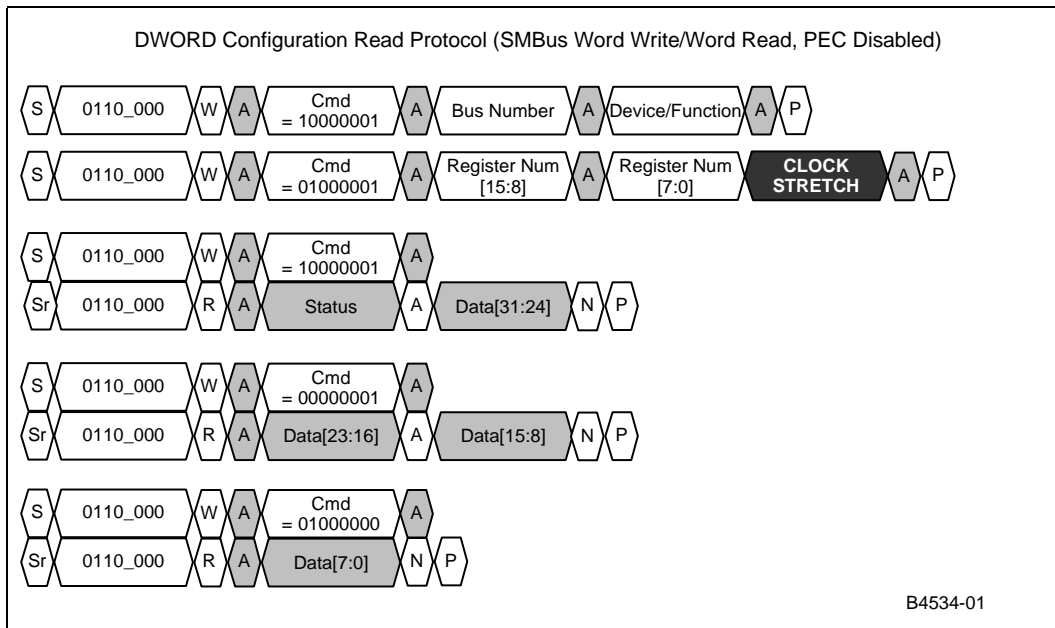 DWORD Configuration Read Protocol (SMBus Word Write/Word Read, PEC Disabled)
S 0110_000 W A Cmd = 10000001 A Bus Number A Device/Function A P
S 0110_000 W A Cmd = 01000001 A Register Num [15:8] A Register Num [7:0] CLOCK STRETCH A P
S 0110_000 W A Cmd = 10000001 A
Sr 0110_000 R A Status A Data[31:24] N P
S 0110_000 W A Cmd = 00000001 A
Sr 0110_000 R A Data[23:16] A Data[15:8] N P
S 0110_000 W A Cmd = 01000000 A
Sr 0110_000 R A Data[7:0] N P
B4534-01